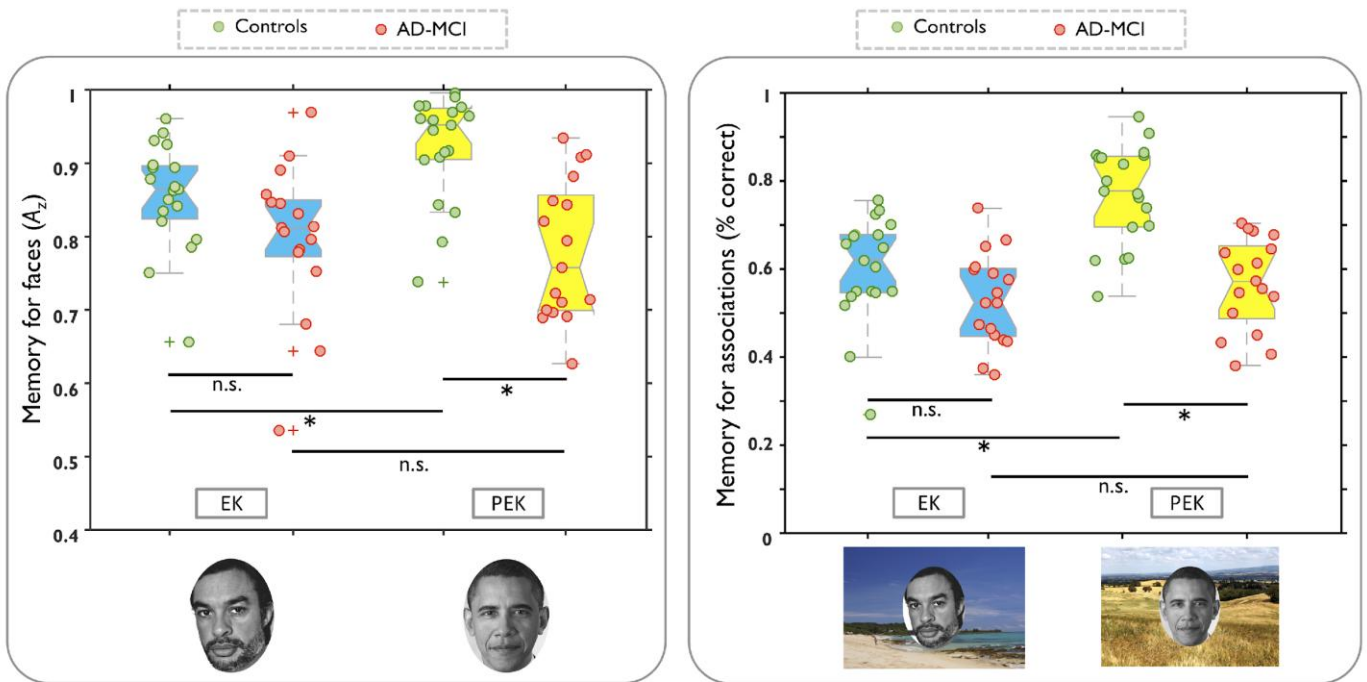 Controls AD-MCI
Memory for faces (A_z)
1
0.9
0.8
0.7
0.6
0.5
0.4
n.s.
*
*
n.s.
EK PEK
Controls AD-MCI
Memory for associations (% correct)
1
0.8
0.6
0.4
0.2
0
n.s.
*
*
n.s.
EK PEK